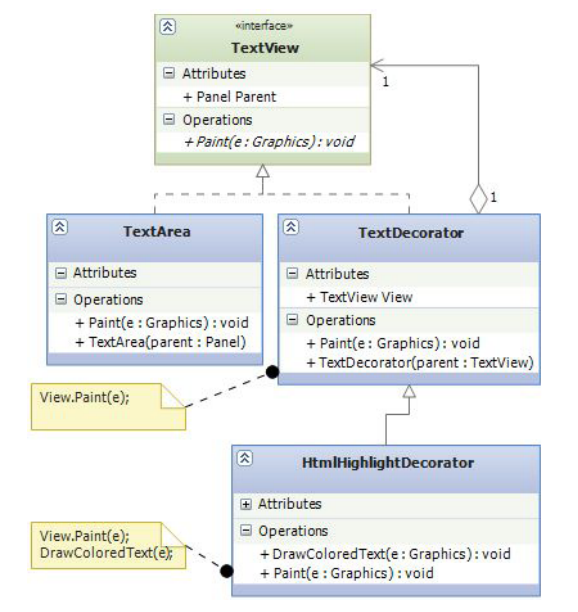 «interface»
TextView
Attributes
+ Panel Parent
Operations
+Paint(e : Graphics) : void
1
1
TextArea
Attributes
Operations
+ Paint(e : Graphics) : void
+ TextArea(parent : Panel)
TextDecorator
Attributes
+ TextView View
Operations
+ Paint(e : Graphics) : void
+TextDecorator(parent : TextView)
View.Paint(e);
HtmlHighlightDecorator
Attributes
Operations
+DrawColoredText(e : Graphics) : void
+ Paint(e : Graphics) : void
View.Paint(e);
DrawColoredText(e);